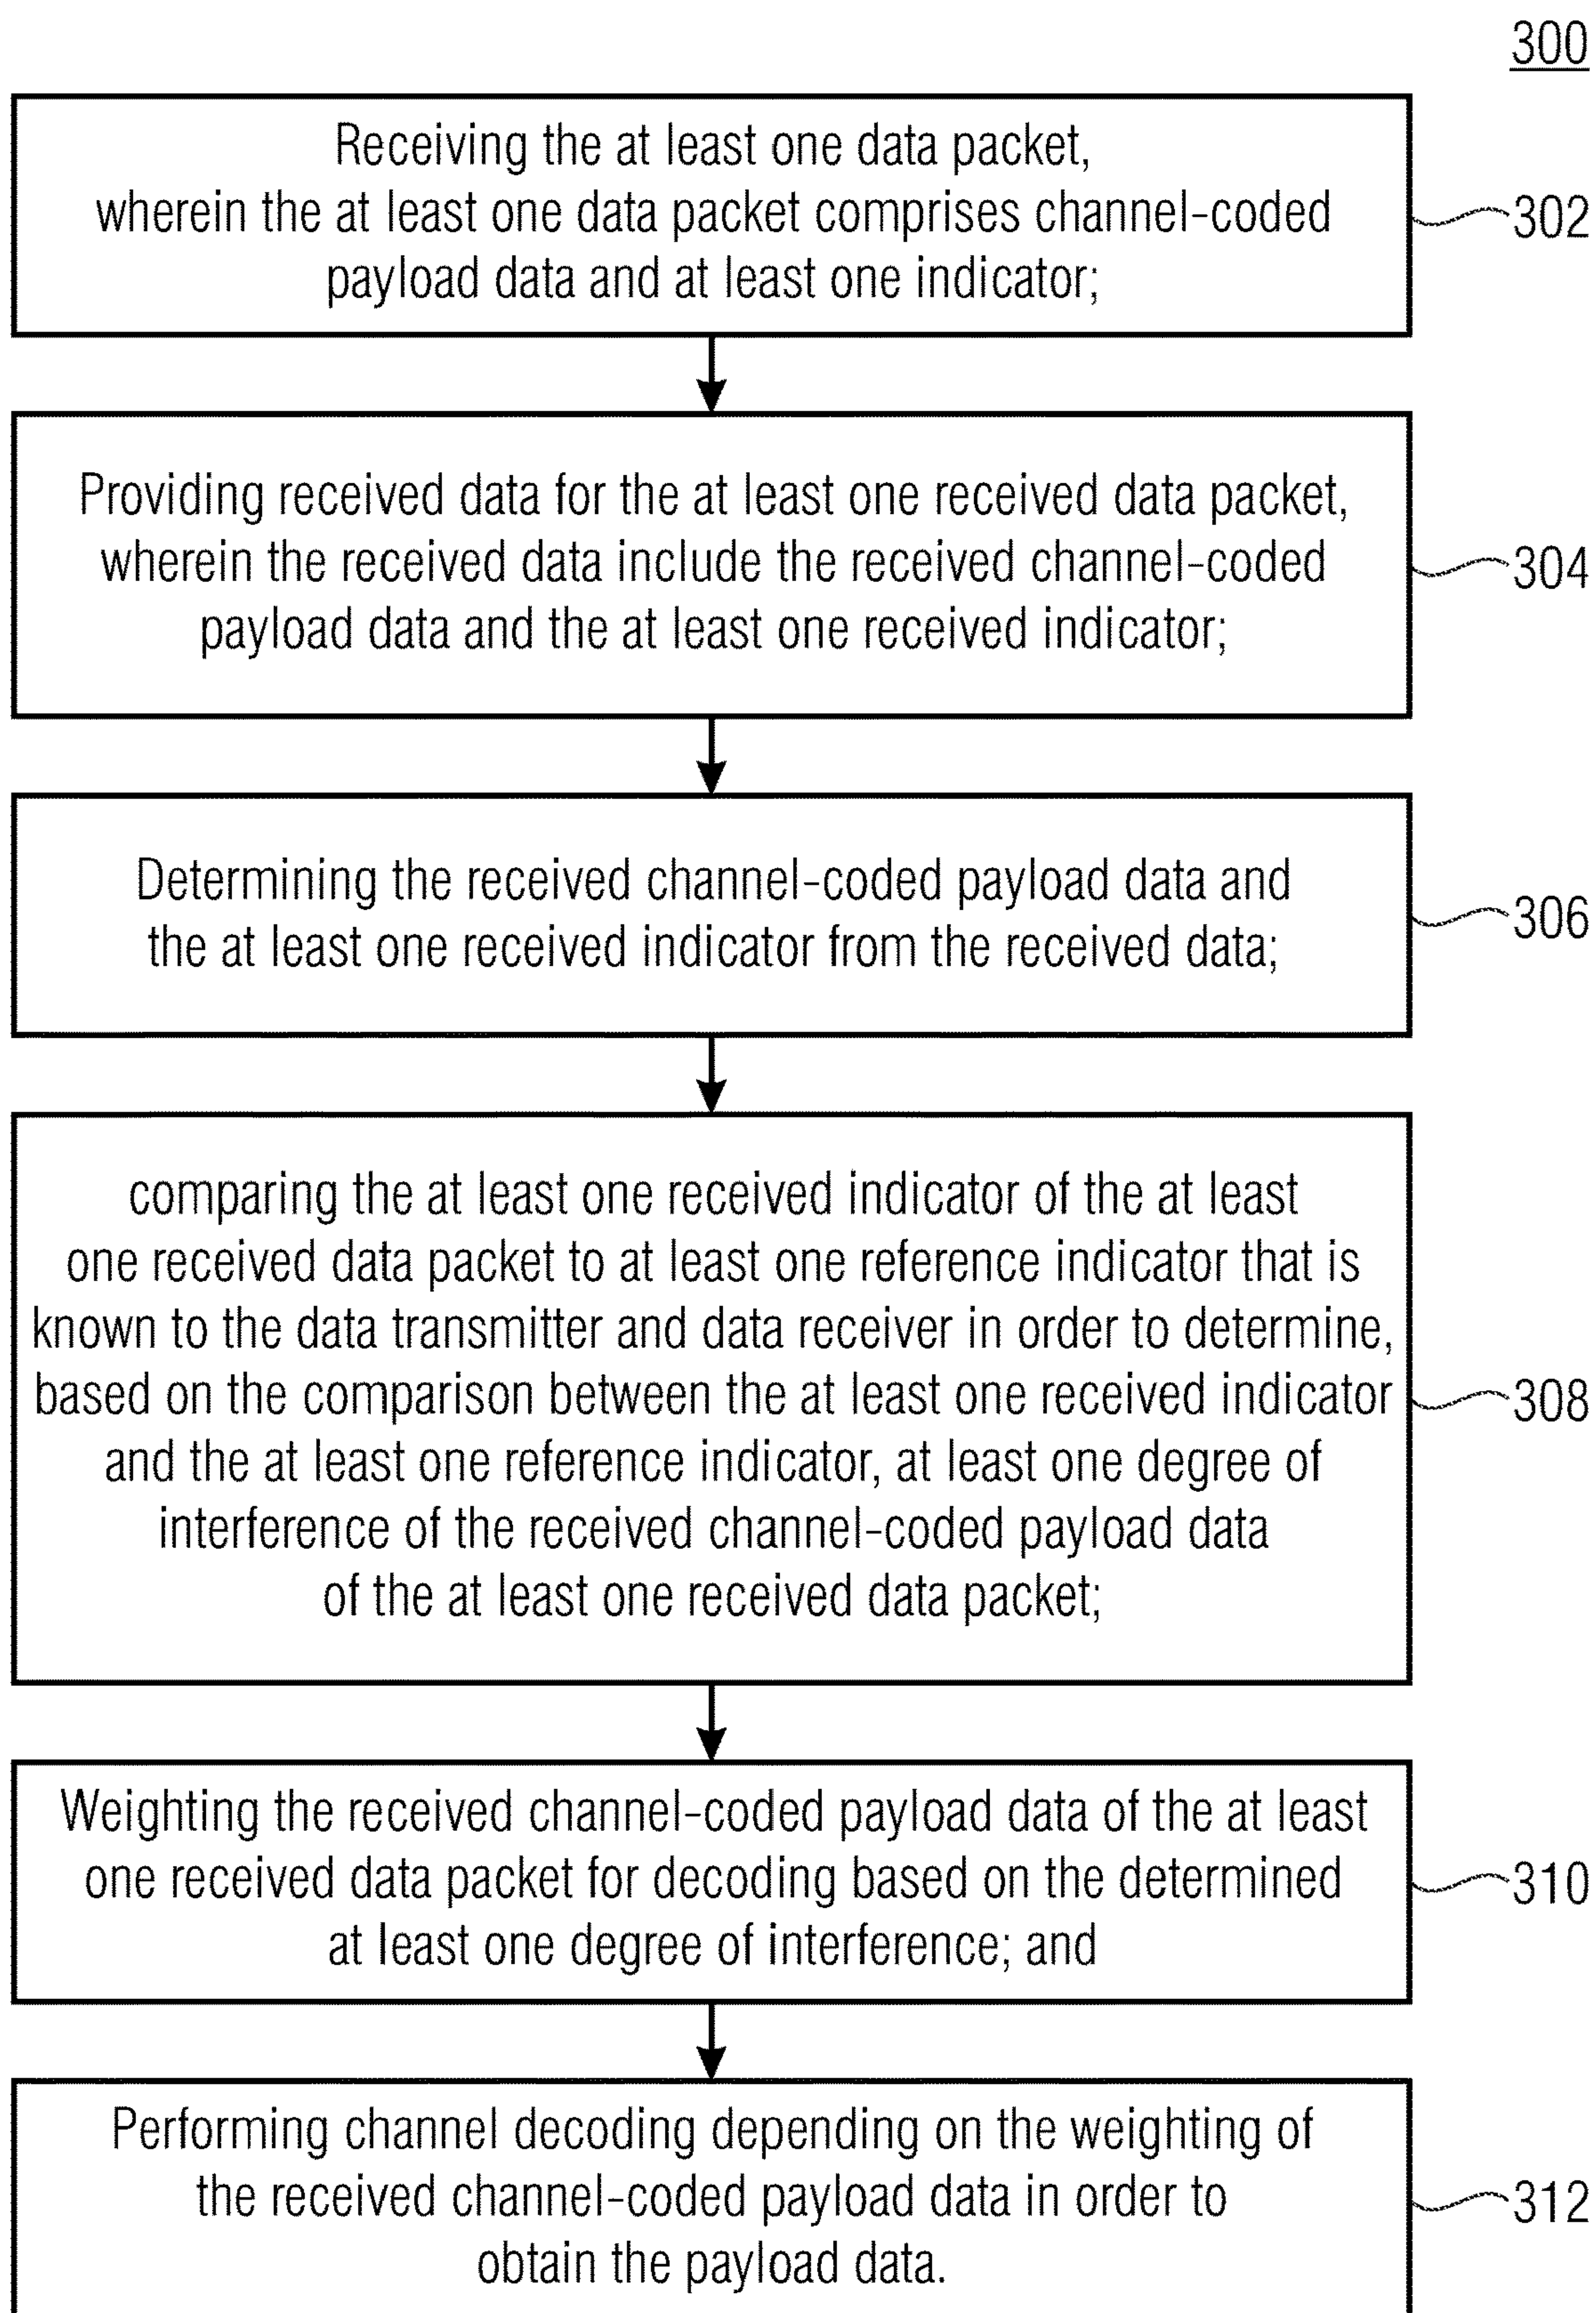 300
Receiving the at least one data packet,
wherein the at least one data packet comprises channel-coded
payload data and at least one indicator;
302
Providing received data for the at least one received data packet,
wherein the received data include the received channel-coded
payload data and the at least one received indicator;
304
Determining the received channel-coded payload data and
the at least one received indicator from the received data;
306
comparing the at least one received indicator of the at least
one received data packet to at least one reference indicator that is
known to the data transmitter and data receiver in order to determine,
based on the comparison between the at least one received indicator
and the at least one reference indicator, at least one degree of
interference of the received channel-coded payload data
of the at least one received data packet;
308
Weighting the received channel-coded payload data of the at least
one received data packet for decoding based on the determined
at least one degree of interference; and
310
Performing channel decoding depending on the weighting of
the received channel-coded payload data in order to
obtain the payload data.
312